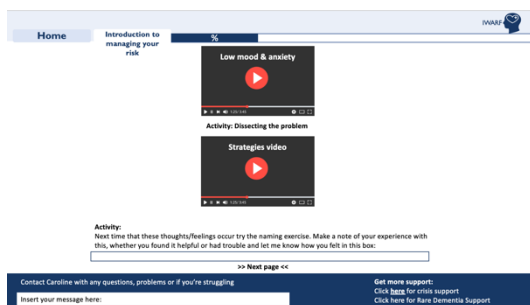 IWARF
Home
Introduction to
managing your
risk
%
Low mood & anxiety
Activity: Dissecting the problem
Strategies video
Activity:
Next time that these thoughts/feelings occur try the naming exercise. Make a note of your experience with
this, whether you found it helpful or had trouble and let me know how you felt in this box:
>> Next page <<
Contact Caroline with any questions, problems or if you're struggling
Get more support:
Click here for crisis support
Insert your message here:
Click here for Rare Dementia Support